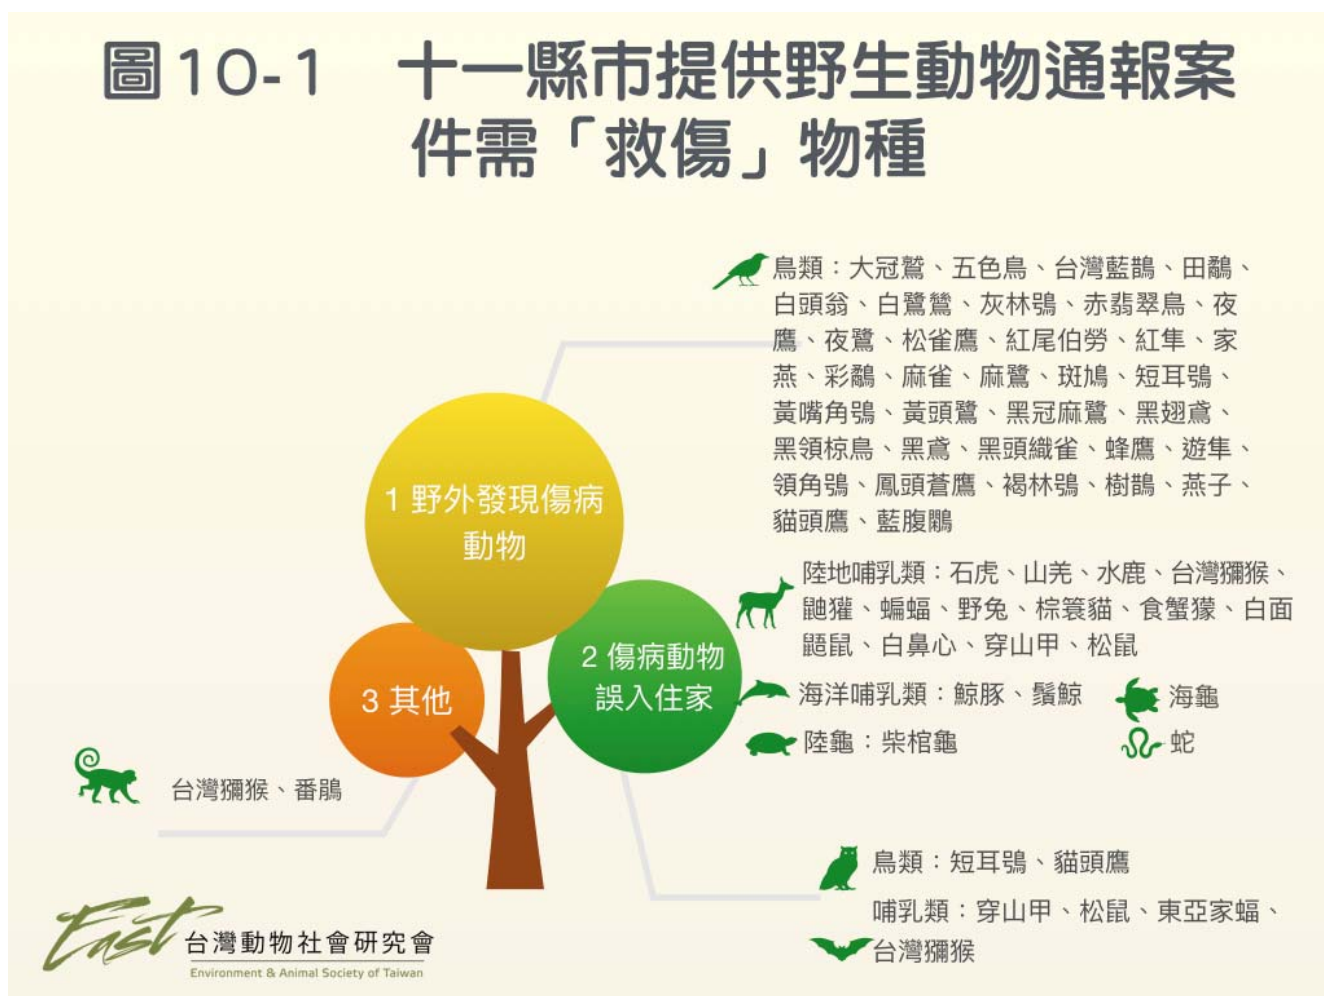 圖10-1 十一縣市提供野生動物通報案
件需「救傷」物種
鳥類：大冠鷲、五色鳥、台灣藍鵲、田鷸、
白頭翁、白鷺鷥、灰林鴞、赤翡翠鳥、夜
鷹、夜鷺、松雀鷹、紅尾伯勞、紅隼、家
燕、彩鷸、麻雀、麻鷺、斑鳩、短耳鴞、
黃嘴角鴞、黃頭鷺、黑冠麻鷺、黑翅鳶、
黑領椋鳥、黑鳶、黑頭織雀、蜂鷹、遊隼、
領角鴞、鳳頭蒼鷹、褐林鴞、樹鵲、燕子、
貓頭鷹、藍腹鷴
1 野外發現傷病
動物
陸地哺乳類：石虎、山羌、水鹿、台灣獼猴、
鼬獾、蝙蝠、野兔、棕簑貓、食蟹獴、白面
鼯鼠、白鼻心、穿山甲、松鼠
海洋哺乳類：鯨豚、鬚鯨
海龜
陸龜：柴棺龜
蛇
2 傷病動物
誤入住家
鳥類：短耳鴞、貓頭鷹
哺乳類：穿山甲、松鼠、東亞家蝠、
台灣獼猴
3 其他
台灣獼猴、番鵑
East 台灣動物社會研究會
Environment & Animal Society of Taiwan